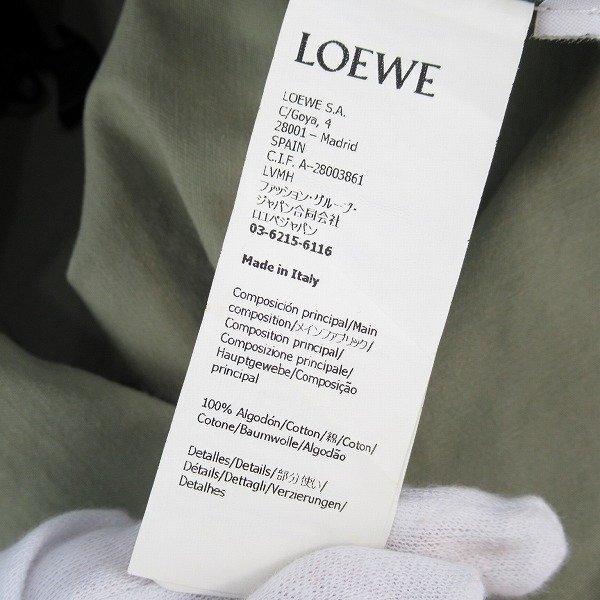 LOEWE
LOEWE S.A.
C/Goya, 4
28001 – Madrid
SPAIN
C.I.F. A-28003861
LVMH
ファッション・グループ・
ジャパン合同会社
ロエベジャパン
03-6215-6116
Made in Italy
Composición principal/Main
composition/メインファブリック/
Composition principal/
Composizione principale/
Hauptgewebe/Composição
principal
100% Algodón/Cotton/綿/Coton/
Cotone/Baumwolle/Algodão
Detalles/Details/部分使い/
Détails/Dettagli/Verzierungen/
Detalhes